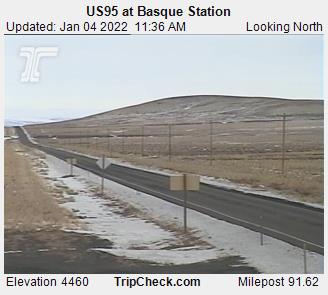 US95 at Basque Station
Updated: Jan 04 2022 11:36 AM Looking North
Elevation 4460 TripCheck.com Milepost 91.62